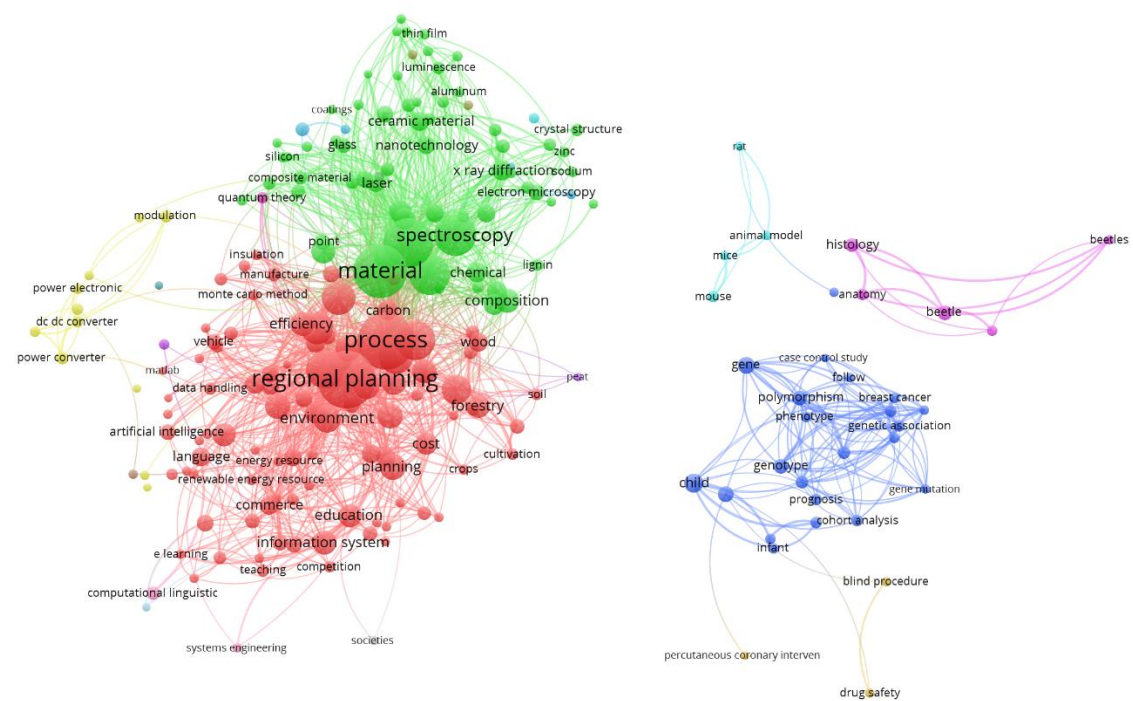 thin film
luminescence
aluminum
coatings
ceramic material
crystal structure
glass
nanotechnology
zinc
silicon
x ray diffraction
sodium
composite material
laser
electron microscopy
quantum theory
modulation
spectroscopy
point
insulation
material
chemical
lignin
manufacture
power electronic
monte carlo method
composition
carbon
dc dc converter
efficiency
vehicle
process
wood
power converter
matlab
regional planning
peat
data handling
soil
forestry
environment
artificial intelligence
cost
language
energy resource
planning
cultivation
crops
renewable energy resource
commerce
education
information system
e learning
teaching
competition
computational linguistic
societies
systems engineering
rat
animal model
histology
beetles
mice
mouse
anatomy
beetle
case control study
gene
follow
polymorphism
breast cancer
phenotype
genetic association
genotype
child
prognosis
gene mutation
cohort analysis
infant
blind procedure
percutaneous coronary interven
drug safety